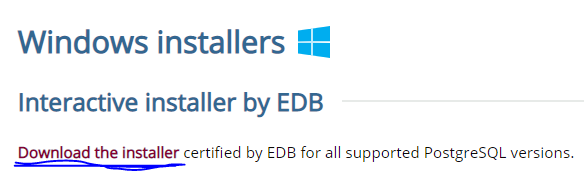 Windows installers
Interactive installer by EDB
Download the installer certified by EDB for all supported PostgreSQL versions.